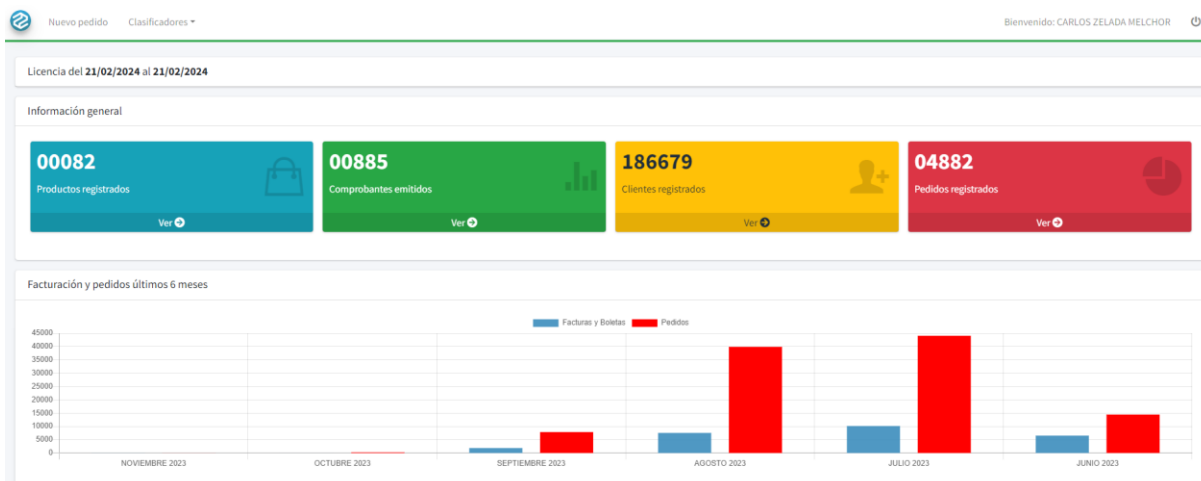 Nuevo pedido Clasificadores
Bienvenido: CARLOS ZELADA MELCHOR
Licencia del 21/02/2024 al 21/02/2024
Información general
00082
Productos registrados
Ver
00885
Comprobantes emitidos
Ver
186679
Clientes registrados
Ver
04882
Pedidos registrados
Ver
Facturación y pedidos últimos 6 meses
Facturas y Boletas Pedidos
45000
40000
35000
30000
25000
20000
15000
10000
5000
0
NOVIEMBRE 2023 OCTUBRE 2023 SEPTIEMBRE 2023 AGOSTO 2023 JULIO 2023 JUNIO 2023